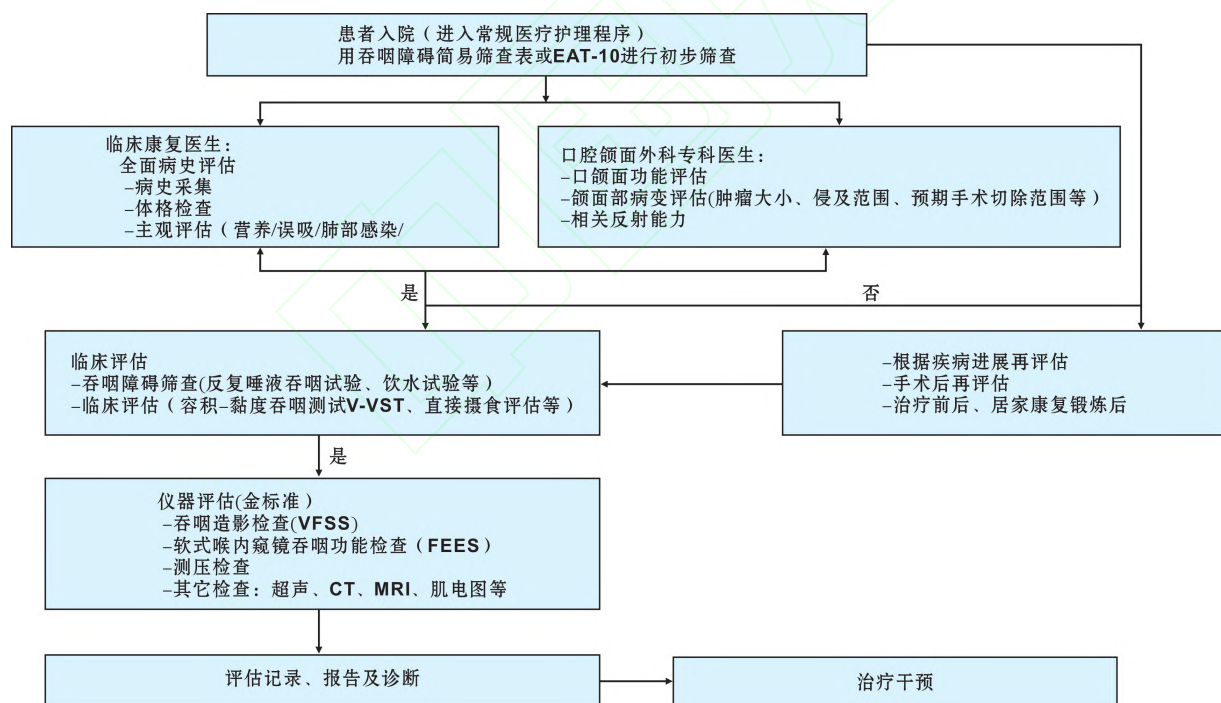 患者入院（进入常规医疗护理程序）
用吞咽障碍简易筛查表或EAT-10进行初步筛查
临床康复医生：
全面病史评估
–病史采集
–体格检查
–主观评估（营养/误吸/肺部感染/
口腔颌面外科专科医生：
–口颌面功能评估
–颌面部病变评估(肿瘤大小、侵及范围、预期手术切除范围等）
–相关反射能力
是
否
临床评估
–吞咽障碍筛查(反复唾液吞咽试验、饮水试验等）
–临床评估（容积–黏度吞咽测试V-VST、直接摄食评估等）
–根据疾病进展再评估
–手术后再评估
–治疗前后、居家康复锻炼后
是
仪器评估(金标准）
–吞咽造影检查(VFSS)
–软式喉内窥镜吞咽功能检查（FEES）
–测压检查
–其它检查：超声、CT、MRI、肌电图等
评估记录、报告及诊断
治疗干预